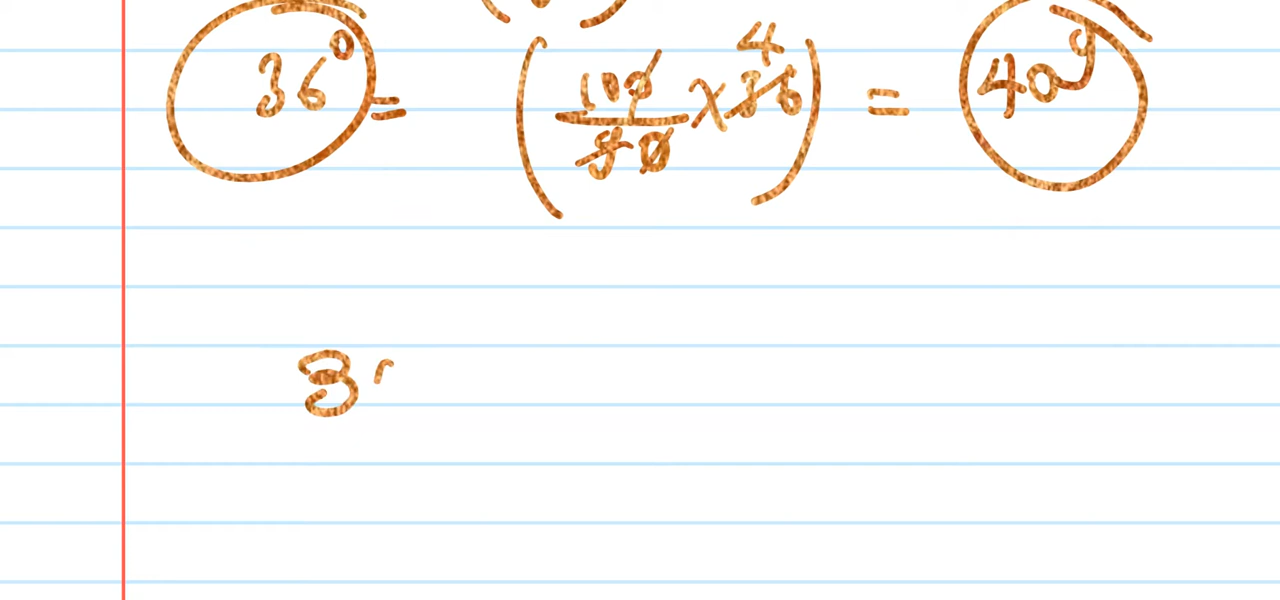 36° = (100/90 × 36 4) = 40ᵍ
3